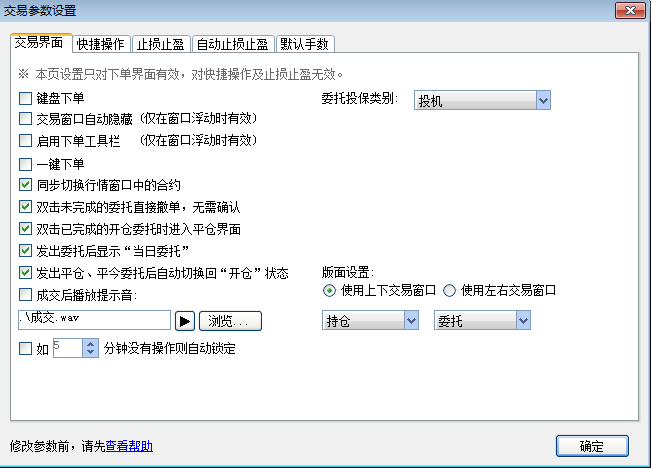 交易参数设置
交易界面 快捷操作 止损止盈 自动止损止盈 默认手数
※ 本页设置只对下单界面有效，对快捷操作及止损止盈无效。
键盘下单 委托投保类别: 投机
交易窗口自动隐藏 (仅在窗口浮动时有效)
启用下单工具栏 (仅在窗口浮动时有效)
一键下单
同步切换行情窗口中的合约
双击未完成的委托直接撤单，无需确认
双击已完成的开仓委托时进入平仓界面
发出委托后显示“当日委托”
发出平仓、平今委托后自动切换回“开仓”状态 版面设置:
成交后播放提示音: 使用上下交易窗口 使用左右交易窗口
.\成交.wav 浏览... 持仓 委托
如 5 分钟没有操作则自动锁定
修改参数前，请先查看帮助 确定